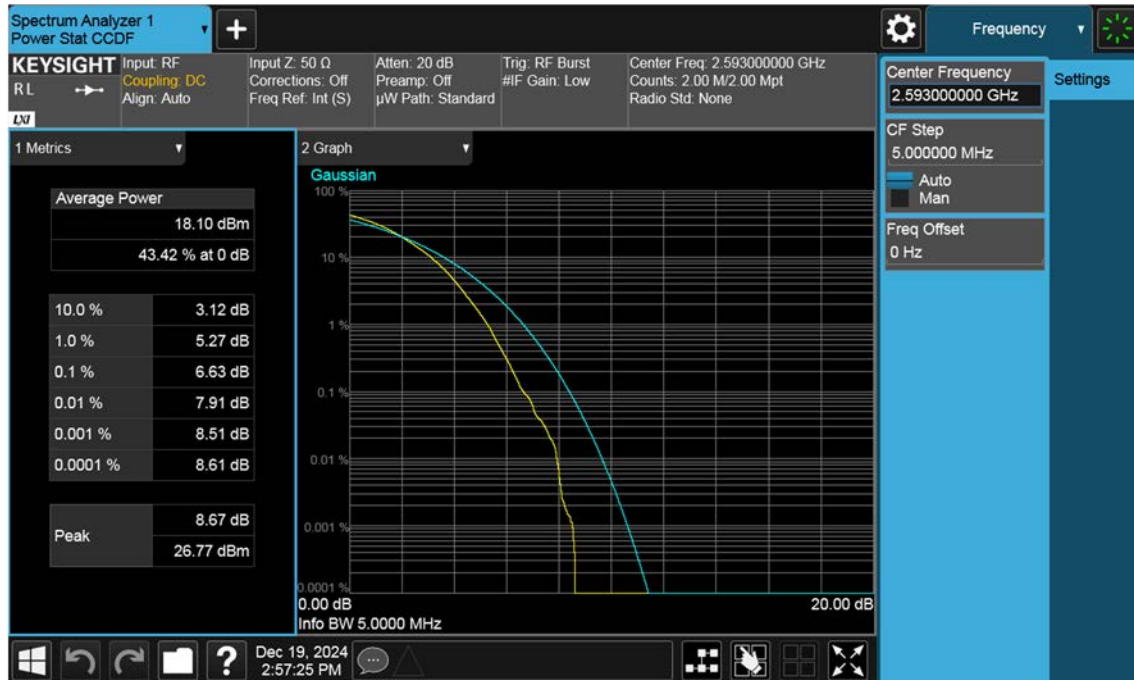 Spectrum Analyzer 1
Power Stat CCDF
Frequency
KEYSIGHT
R L
LXI
Input: RF
Coupling: DC
Align: Auto
Input Z: 50 Ω
Corrections: Off
Freq Ref: Int (S)
Atten: 20 dB
Preamp: Off
µW Path: Standard
Trig: RF Burst
#IF Gain: Low
Center Freq: 2.593000000 GHz
Counts: 2.00 M/2.00 Mpt
Radio Std: None
Center Frequency
2.593000000 GHz
Settings
CF Step
5.000000 MHz
Auto
Man
Freq Offset
0 Hz
1 Metrics
Average Power
18.10 dBm
43.42 % at 0 dB
10.0 % 3.12 dB
1.0 % 5.27 dB
0.1 % 6.63 dB
0.01 % 7.91 dB
0.001 % 8.51 dB
0.0001 % 8.61 dB
Peak
8.67 dB
26.77 dBm
2 Graph
Gaussian
100 %
10 %
1 %
0.1 %
0.01 %
0.001 %
0.0001 %
0.00 dB 20.00 dB
Info BW 5.0000 MHz
?
Dec 19, 2024
2:57:25 PM